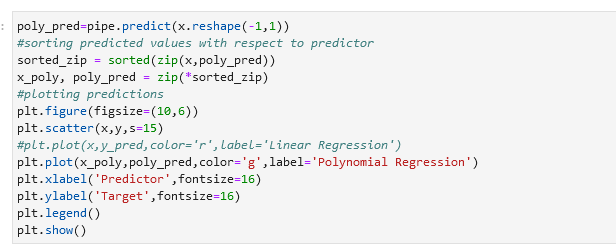 poly_pred=pipe.predict(x.reshape(-1,1))
#sorting predicted values with respect to predictor
sorted_zip = sorted(zip(x,poly_pred))
x_poly, poly_pred = zip(*sorted_zip)
#plotting predictions
plt.figure(figsize=(10,6))
plt.scatter(x,y,s=15)
#plt.plot(x,y_pred,color='r',label='Linear Regression')
plt.plot(x_poly,poly_pred,color='g',label='Polynomial Regression')
plt.xlabel('Predictor',fontsize=16)
plt.ylabel('Target',fontsize=16)
plt.legend()
plt.show()